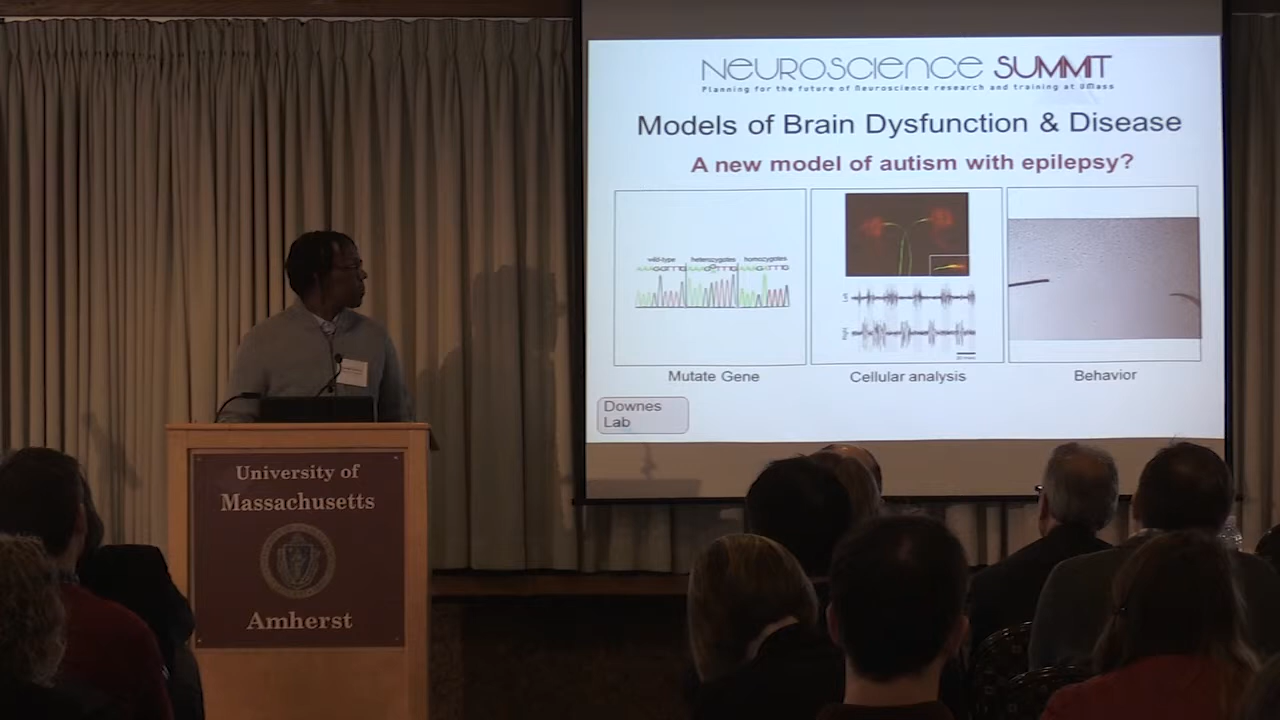 NEUROSCIENCE SUMMIT
Planning for the future of Neuroscience research and training at UMass
Models of Brain Dysfunction & Disease
A new model of autism with epilepsy?
wild-type heterozygotes homozygotes
Mutate Gene
Cellular analysis
Behavior
Downes
Lab
University of
Massachusetts
Amherst